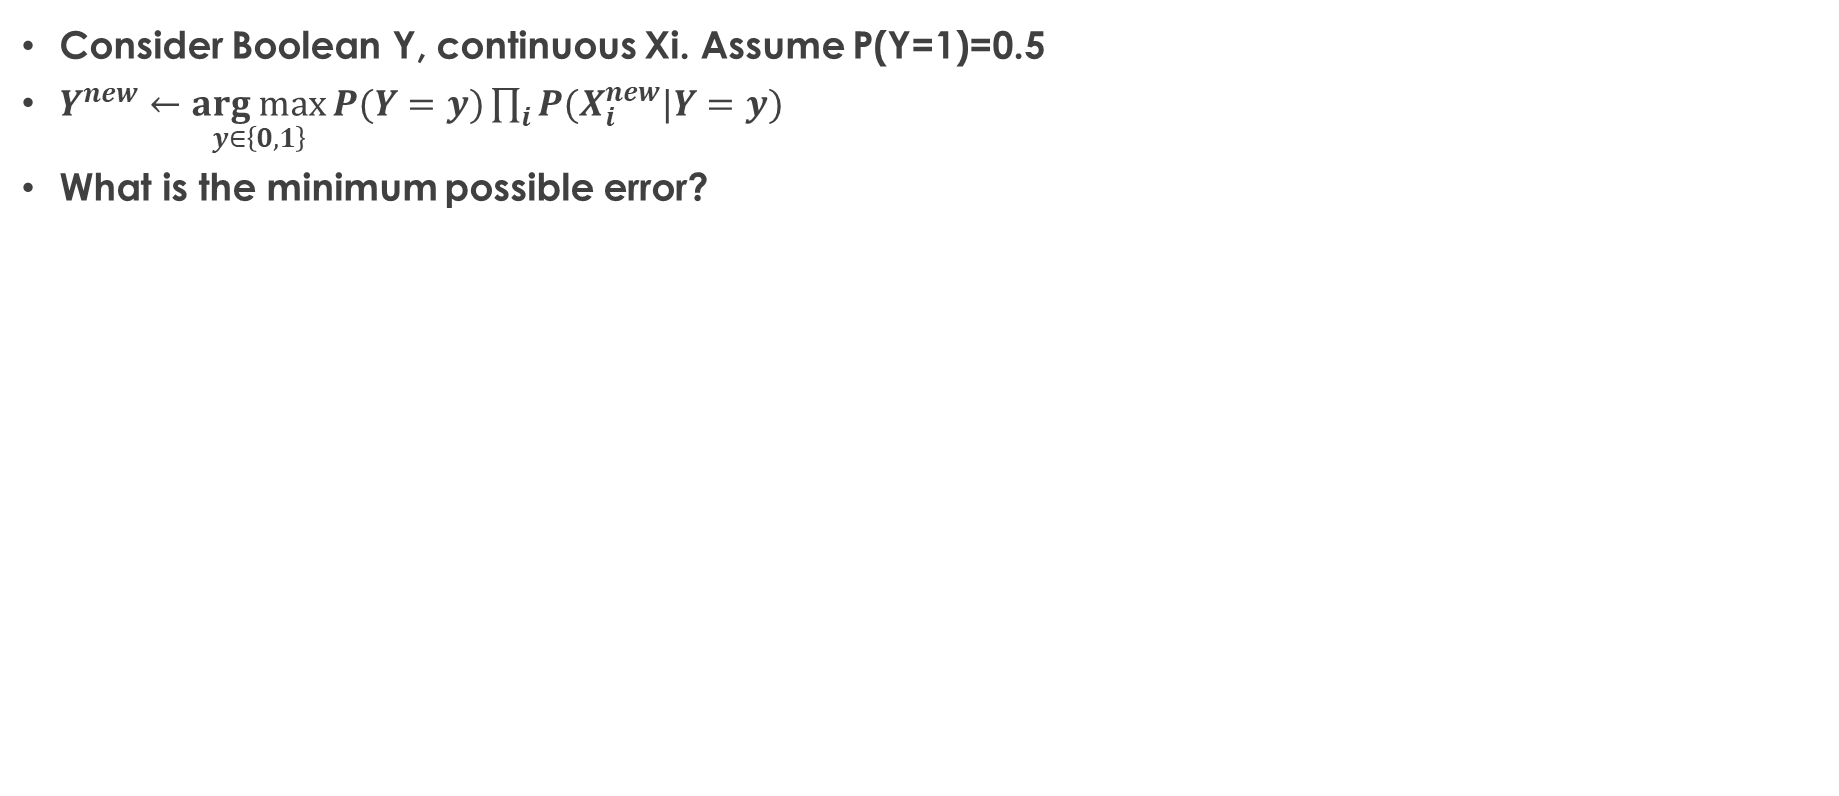 • Consider Boolean Y, continuous Xi. Assume P(Y=1)=0.5
• Y^{new} ← arg max_{y∈{0,1}} P(Y = y) ∏_i P(X_i^{new}|Y = y)
• What is the minimum possible error?